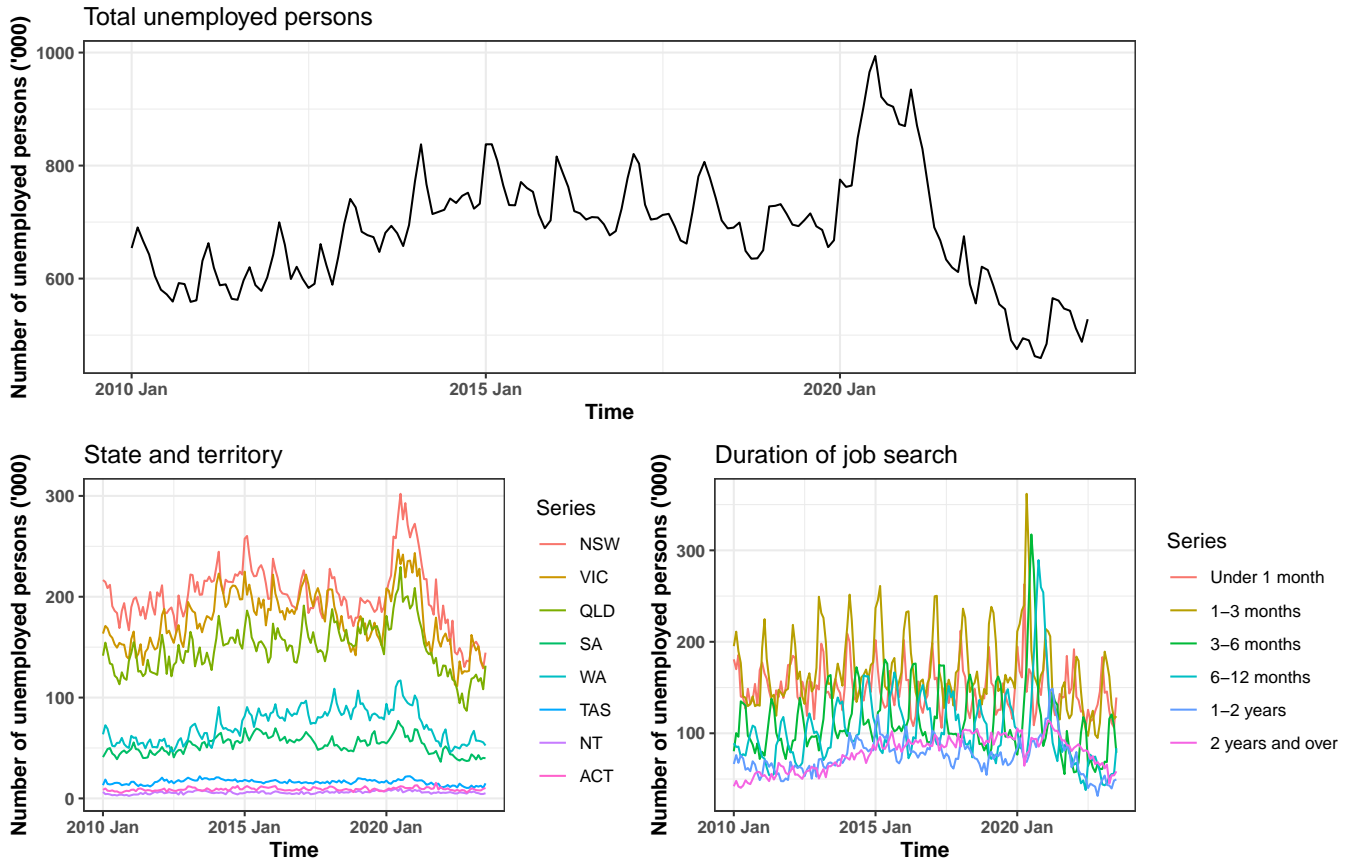 Total unemployed persons
Number of unemployed persons ('000)
1000
800
600
2010 Jan
2015 Jan
2020 Jan
Time
State and territory
Number of unemployed persons ('000)
300
200
100
0
2010 Jan
2015 Jan
2020 Jan
Time
Series
NSW
VIC
QLD
SA
WA
TAS
NT
ACT
Duration of job search
Number of unemployed persons ('000)
300
200
100
2010 Jan
2015 Jan
2020 Jan
Time
Series
Under 1 month
1–3 months
3–6 months
6–12 months
1–2 years
2 years and over